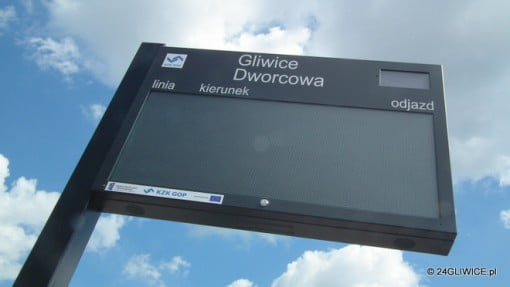 Gliwice
Dworcowa
linia kierunek odjazd
KZK GOP
© 24GLIWICE.pl